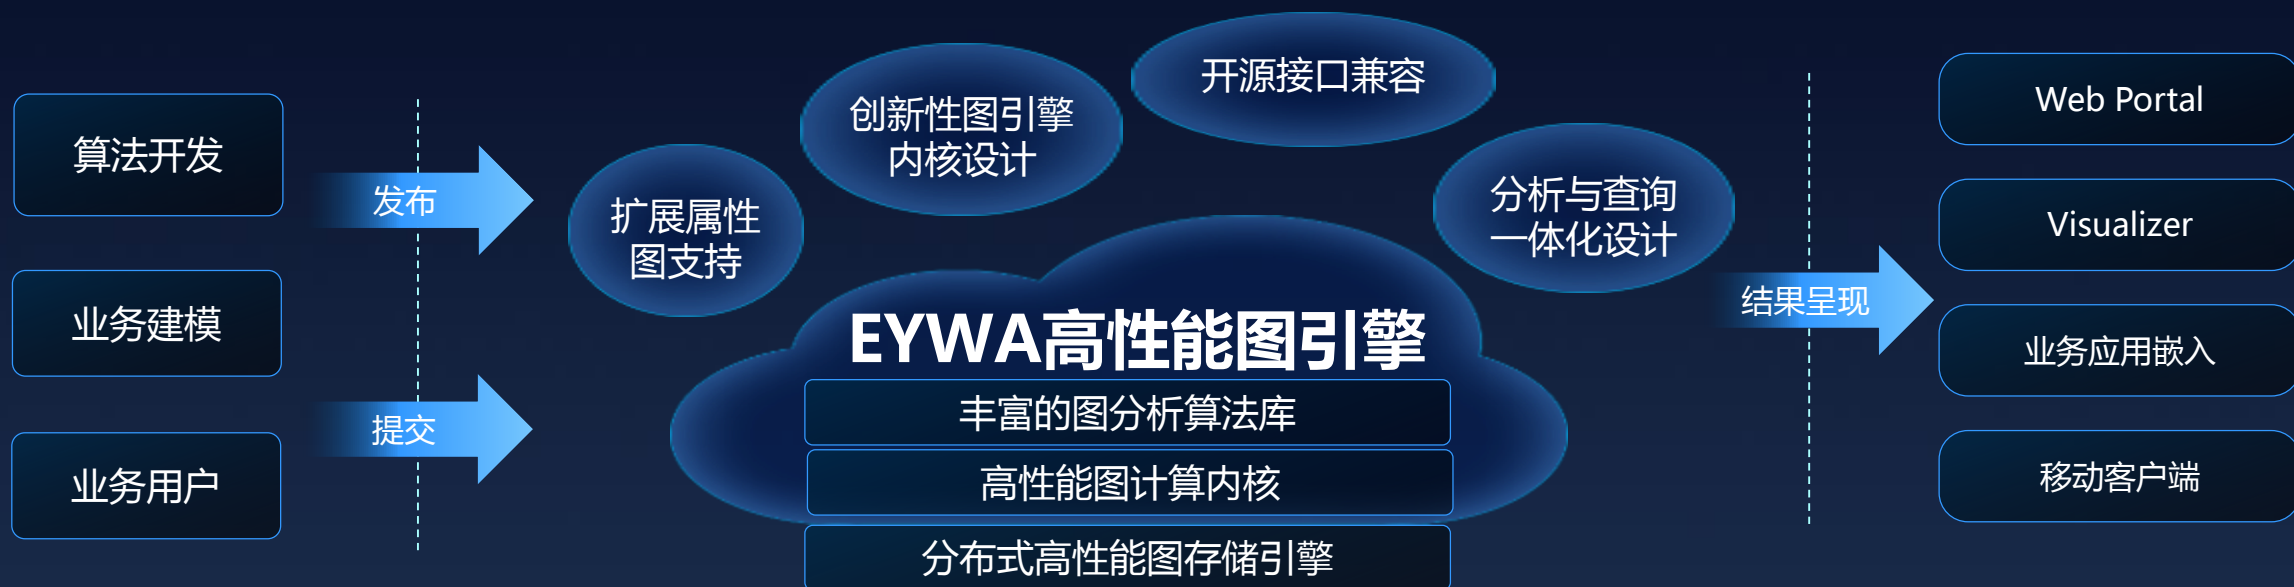 算法开发
业务建模
业务用户
发布
提交
扩展属性
图支持
创新性图引擎
内核设计
开源接口兼容
分析与查询
一体化设计
EYWA高性能图引擎
丰富的图分析算法库
高性能图计算内核
分布式高性能图存储引擎
结果呈现
Web Portal
Visualizer
业务应用嵌入
移动客户端